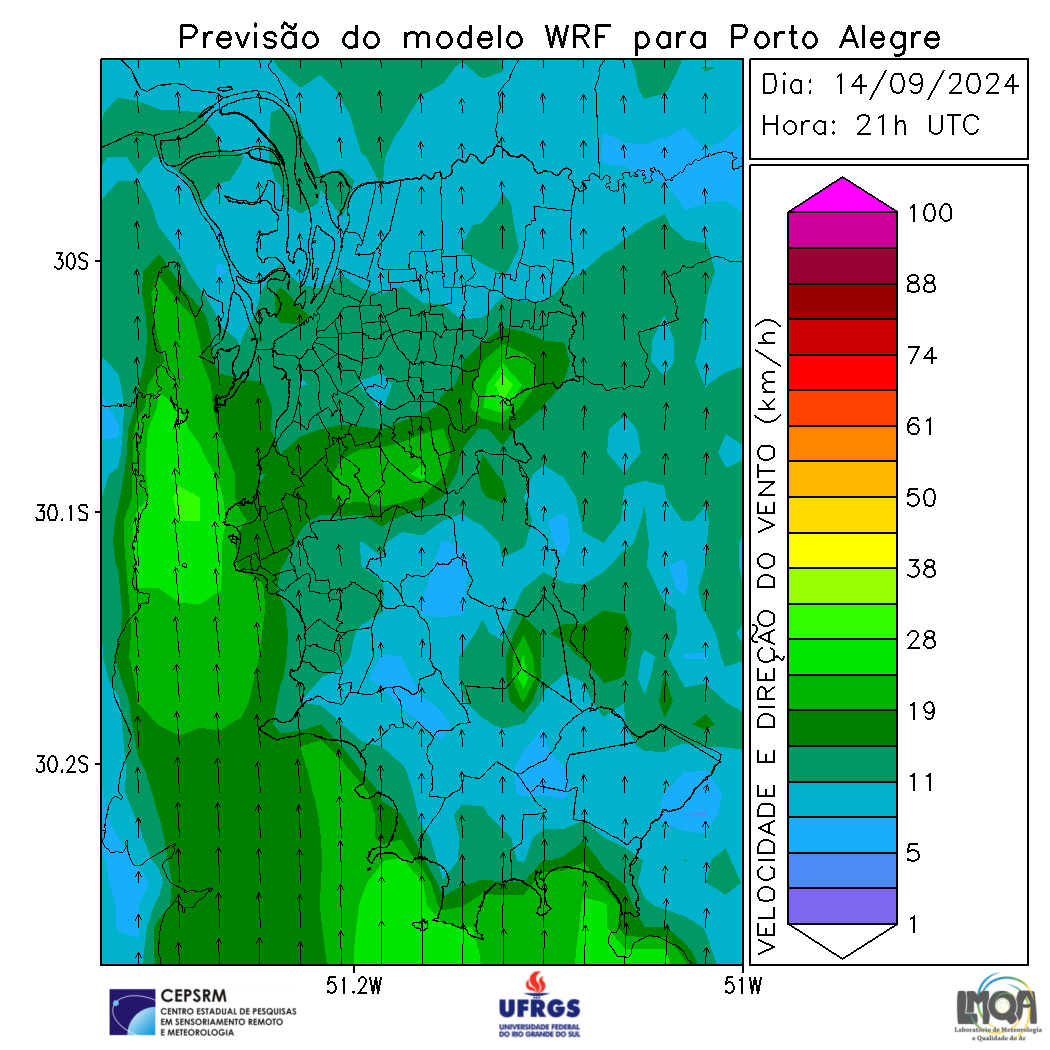 Previsão do modelo WRF para Porto Alegre
Dia: 14/09/2024
Hora: 21h UTC
30S
30.1S
30.2S
51.2W
51W
VELOCIDADE E DIREÇÃO DO VENTO (km/h)
100
88
74
61
50
38
28
19
11
5
1
CEPSRM
CENTRO ESTADUAL DE PESQUISAS
EM SENSORIAMENTO REMOTO
E METEOROLOGIA
UFRGS
UNIVERSIDADE FEDERAL
DO RIO GRANDE DO SUL
LMQA
Laboratório de Meteorologia
e Qualidade do Ar